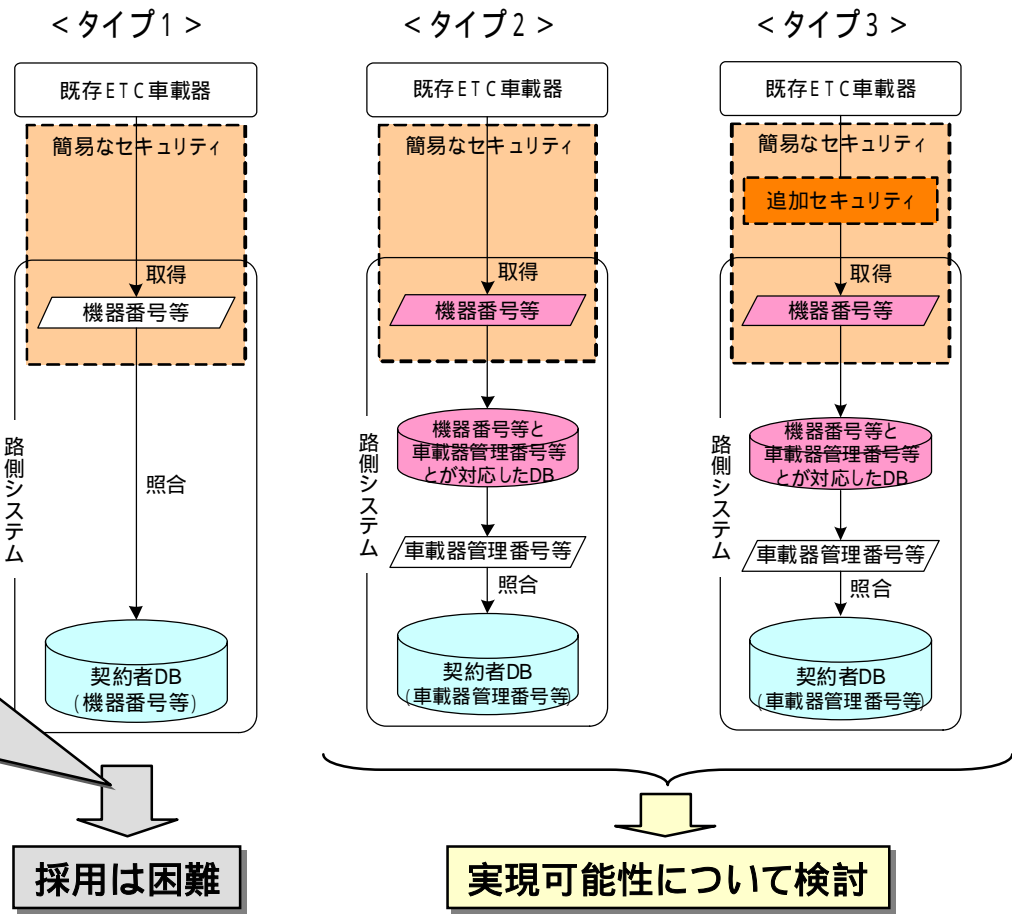 <タイプ1>
既存ETC車載器
簡易なセキュリティ
取得
機器番号等
路側システム
照合
契約者DB
(機器番号等)
採用は困難
<タイプ2>
既存ETC車載器
簡易なセキュリティ
取得
機器番号等
路側システム
機器番号等と
車載器管理番号等
とが対応したDB
車載器管理番号等
照合
契約者DB
(車載器管理番号等)
<タイプ3>
既存ETC車載器
簡易なセキュリティ
追加セキュリティ
取得
機器番号等
路側システム
機器番号等と
車載器管理番号等
とが対応したDB
車載器管理番号等
照合
契約者DB
(車載器管理番号等)
実現可能性について検討